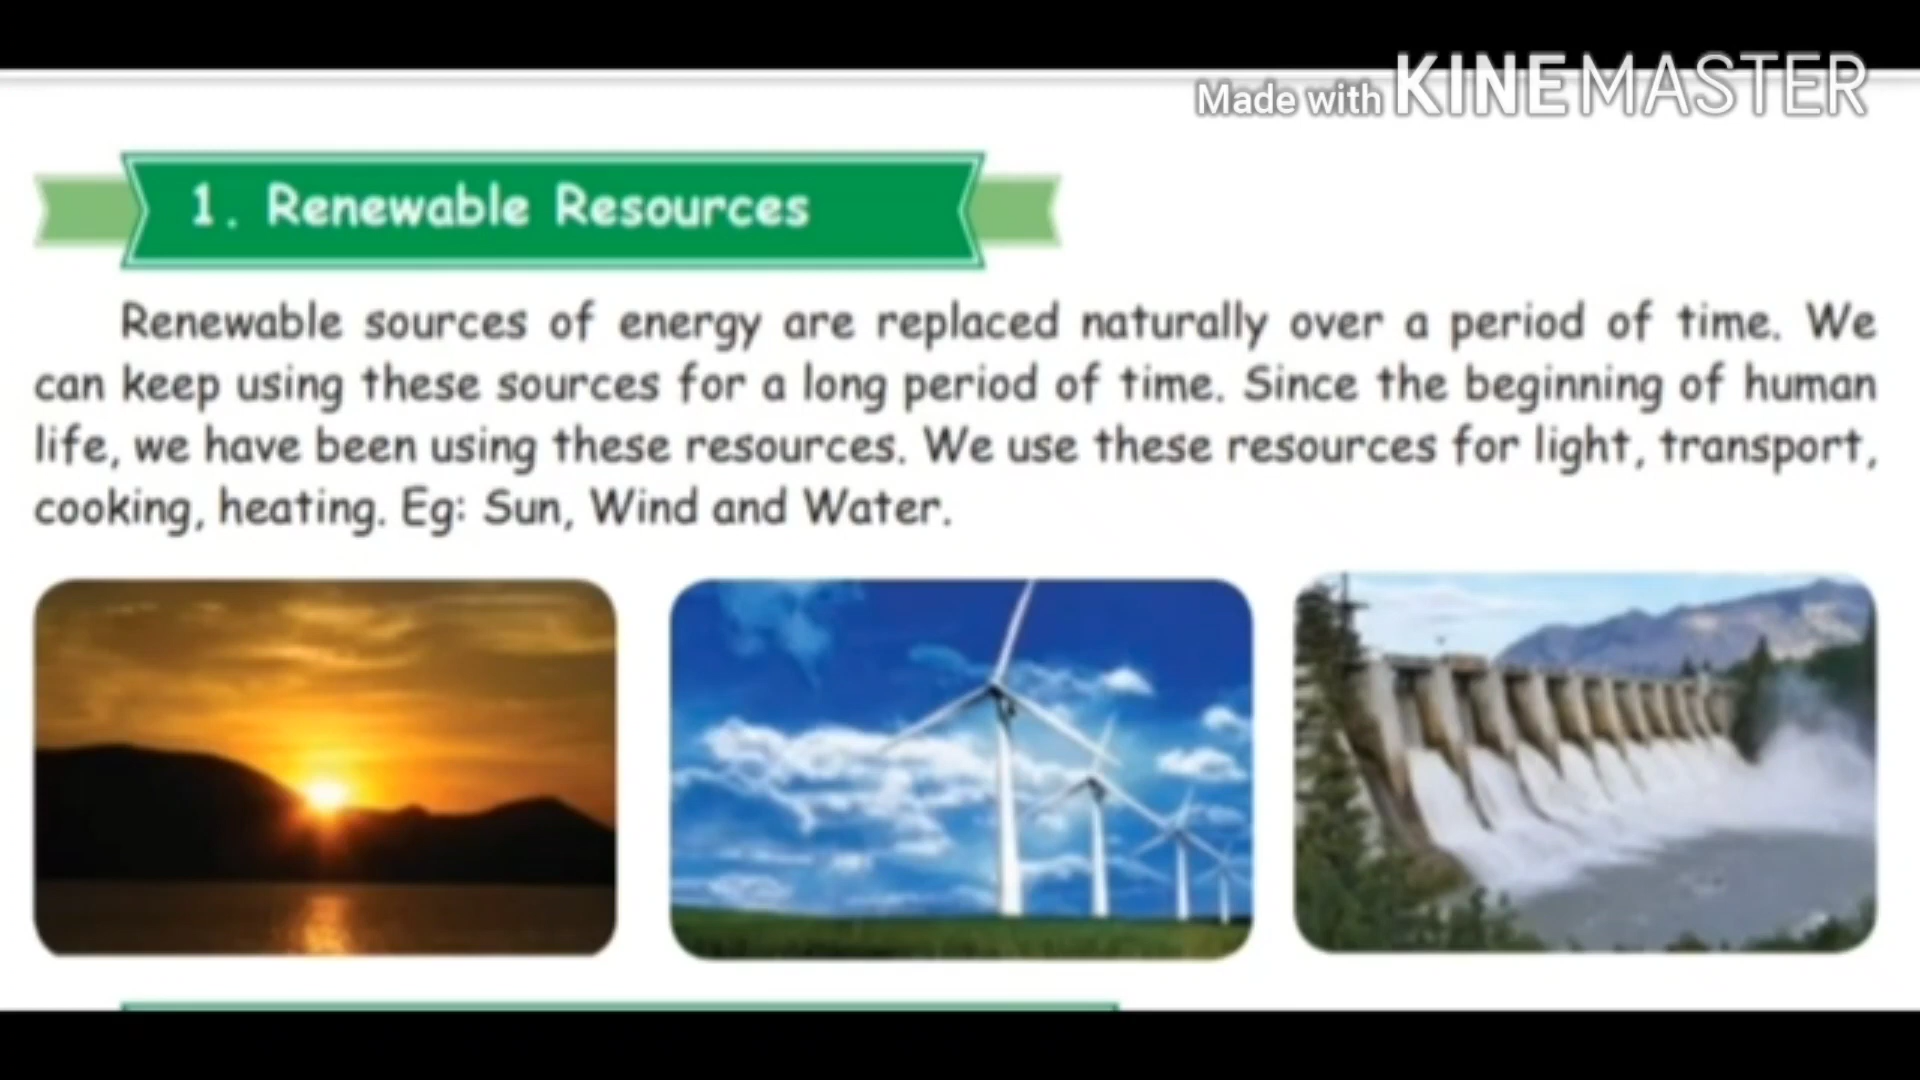 Made with KINEMASTER
1. Renewable Resources
Renewable sources of energy are replaced naturally over a period of time. We
can keep using these sources for a long period of time. Since the beginning of human
life, we have been using these resources. We use these resources for light, transport,
cooking, heating. Eg: Sun, Wind and Water.